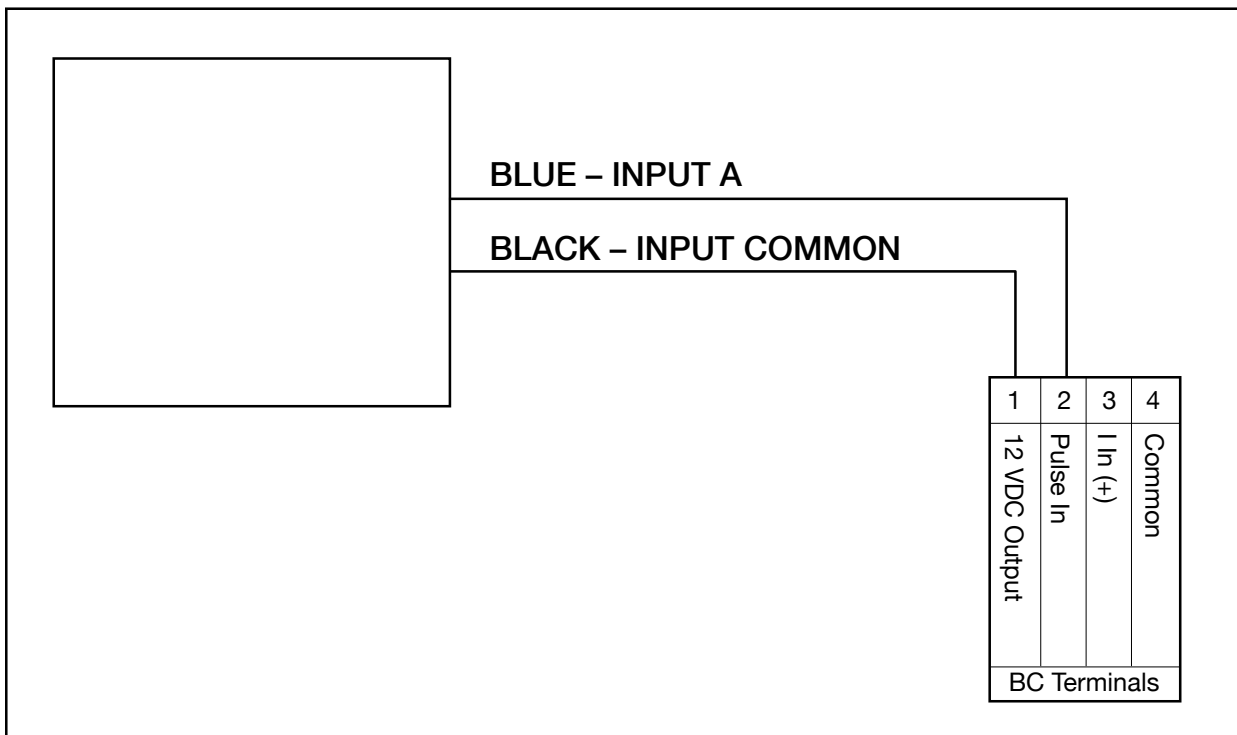 BLUE – INPUT A
BLACK – INPUT COMMON
1 2 3 4
12 VDC Output
Pulse In
I In (+)
Common
BC Terminals